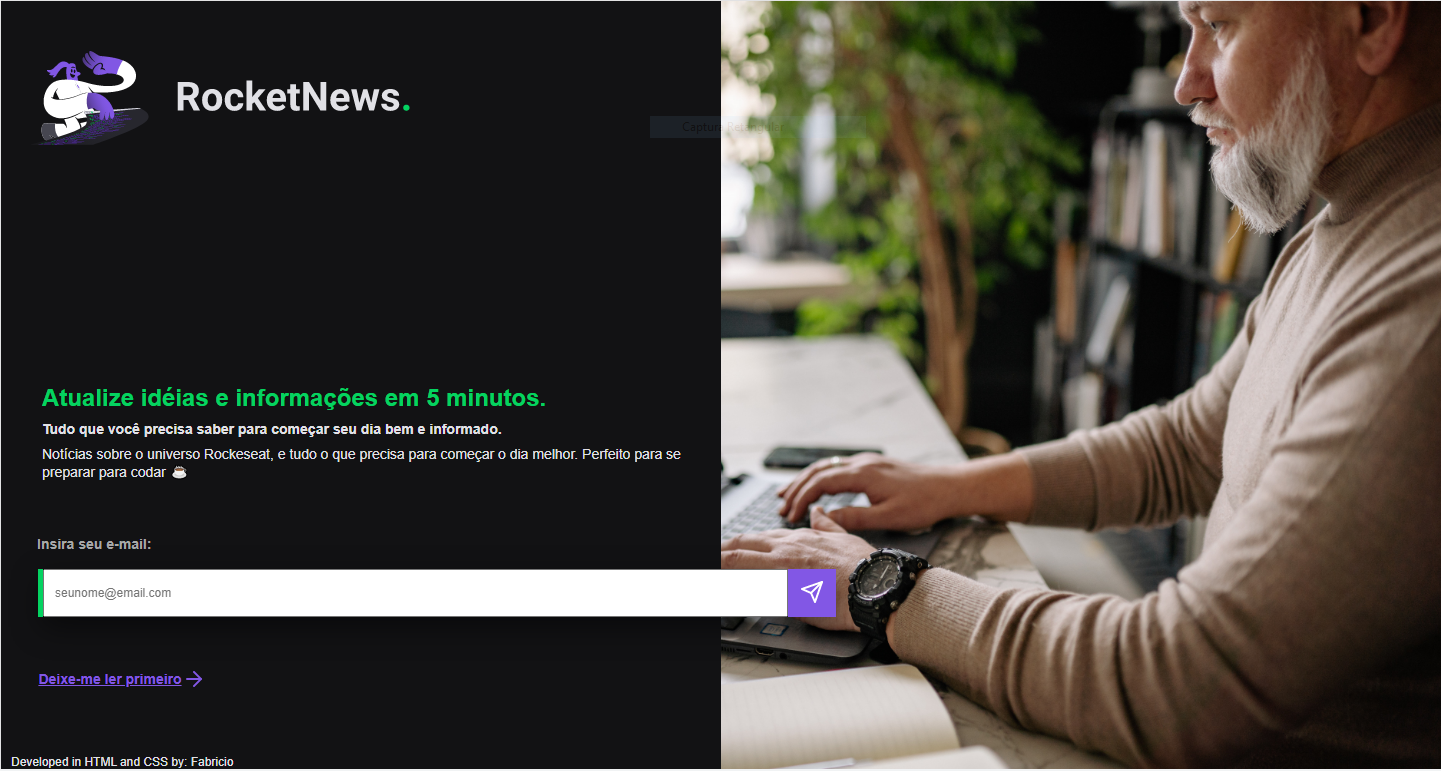 RocketNews.
Atualize idéias e informações em 5 minutos.
Tudo que você precisa saber para começar seu dia bem e informado.
Notícias sobre o universo Rockeseat, e tudo o que precisa para começar o dia melhor. Perfeito para se
preparar para codar ☕
Insira seu e-mail:
seunome@email.com
Deixe-me ler primeiro
Developed in HTML and CSS by: Fabricio